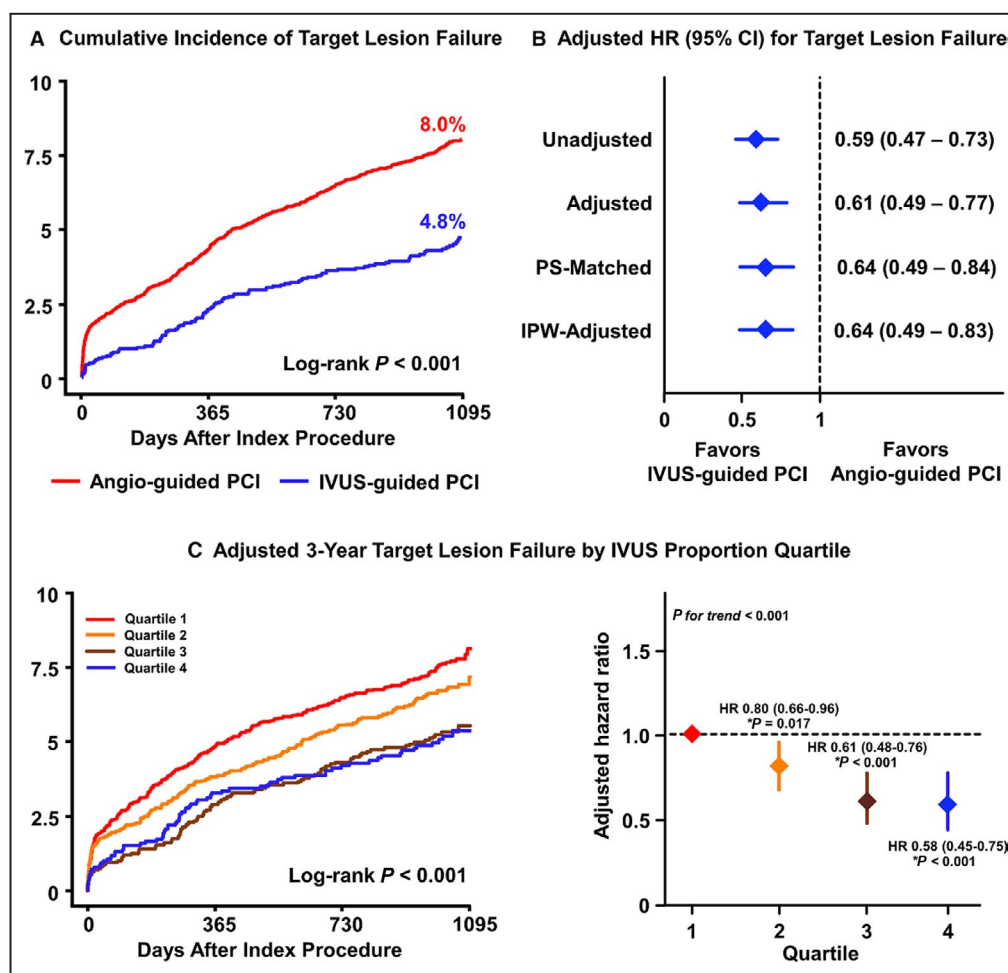 A Cumulative Incidence of Target Lesion Failure
10
7.5
5
2.5
0
8.0%
4.8%
Log-rank P < 0.001
0 365 730 1095
Days After Index Procedure
Angio-guided PCI IVUS-guided PCI
B Adjusted HR (95% CI) for Target Lesion Failure
Unadjusted 0.59 (0.47 – 0.73)
Adjusted 0.61 (0.49 – 0.77)
PS-Matched 0.64 (0.49 – 0.84)
IPW-Adjusted 0.64 (0.49 – 0.83)
0 0.5 1
Favors Favors
IVUS-guided PCI Angio-guided PCI
C Adjusted 3-Year Target Lesion Failure by IVUS Proportion Quartile
10
7.5
5
2.5
0
Quartile 1
Quartile 2
Quartile 3
Quartile 4
Log-rank P < 0.001
0 365 730 1095
Days After Index Procedure
Adjusted hazard ratio
1.5
1.0
0.5
0
P for trend < 0.001
HR 0.80 (0.66-0.96)
*P = 0.017
HR 0.61 (0.48-0.76)
*P < 0.001
HR 0.58 (0.45-0.75)
*P < 0.001
1 2 3 4
Quartile